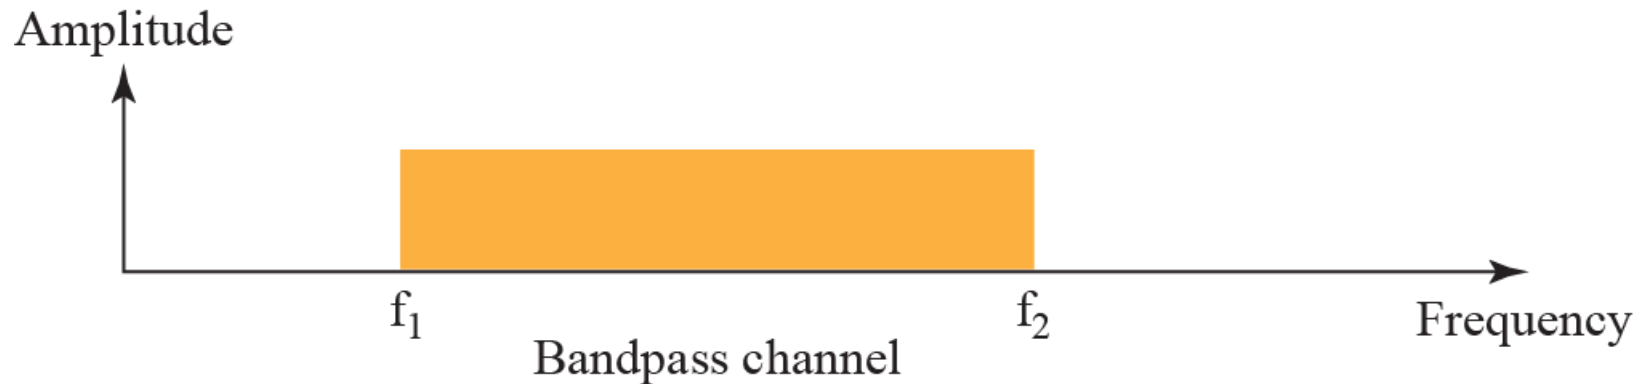 Amplitude
f₁
f₂
Frequency
Bandpass channel